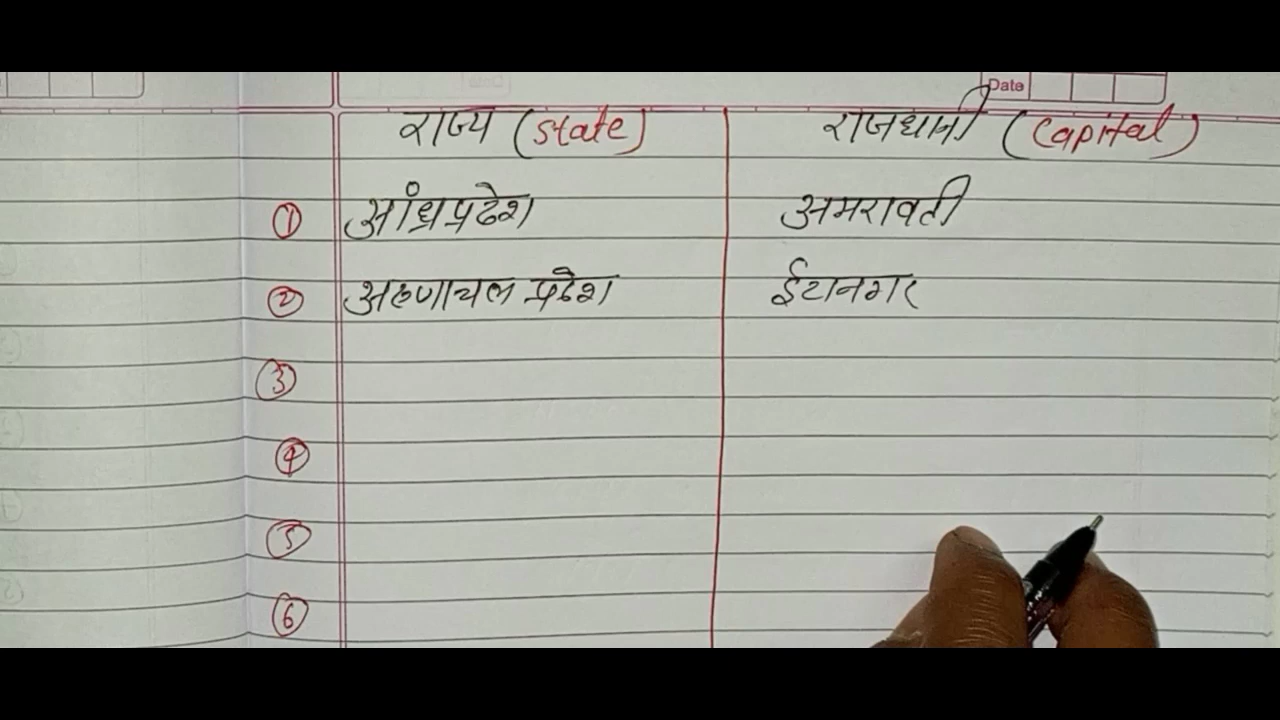 Date
राज्य (State) राजधानी (Capital)
① आंध्रप्रदेश अमरावती
② अरुणाचल प्रदेश ईटानगर
③
④
⑤
⑥